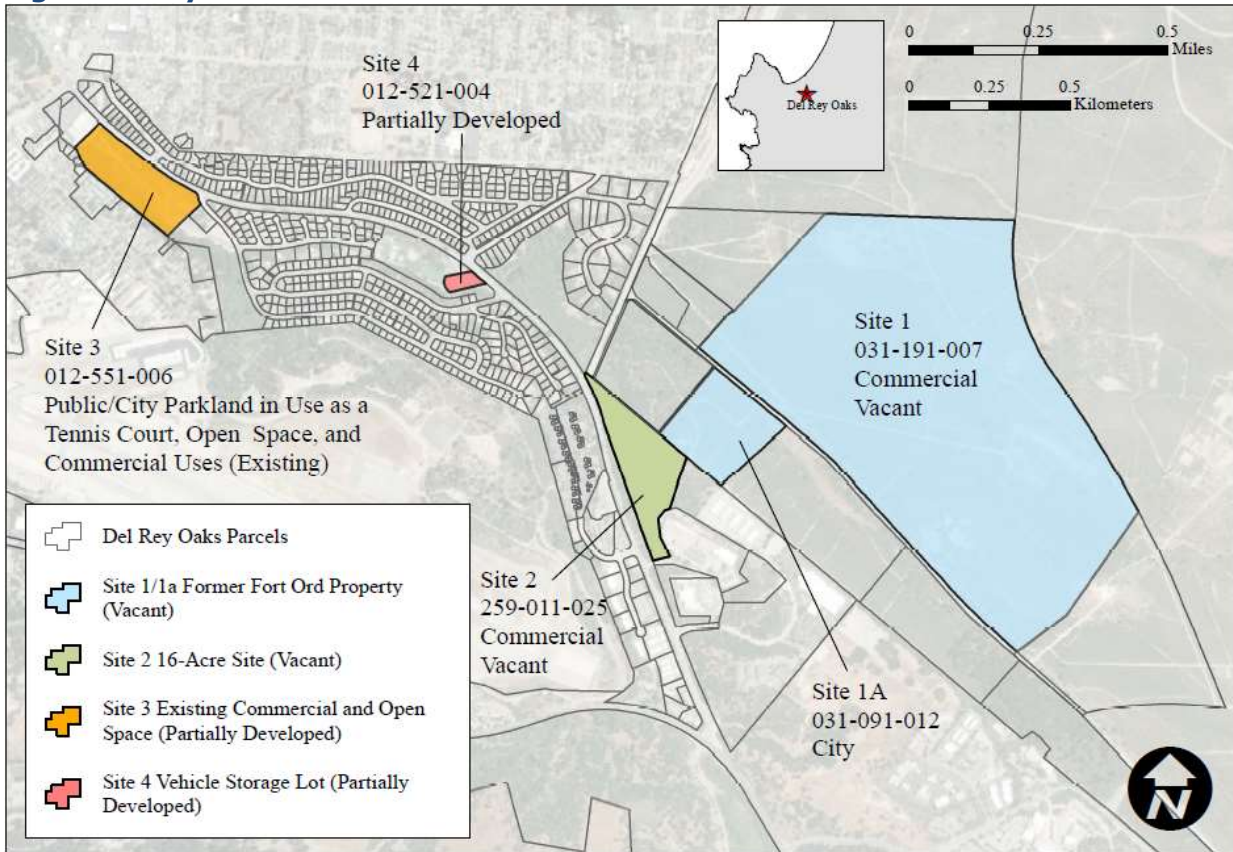 Site 4
012-521-004
Partially Developed
Del Rey Oaks
0 0.25 0.5
Miles
0 0.25 0.5
Kilometers
Site 1
031-191-007
Commercial
Vacant
Site 3
012-551-006
Public/City Parkland in Use as a
Tennis Court, Open Space, and
Commercial Uses (Existing)
Site 2
259-011-025
Commercial
Vacant
Site 1A
031-091-012
City
Del Rey Oaks Parcels
Site 1/1a Former Fort Ord Property
(Vacant)
Site 2 16-Acre Site (Vacant)
Site 3 Existing Commercial and Open
Space (Partially Developed)
Site 4 Vehicle Storage Lot (Partially
Developed)
N